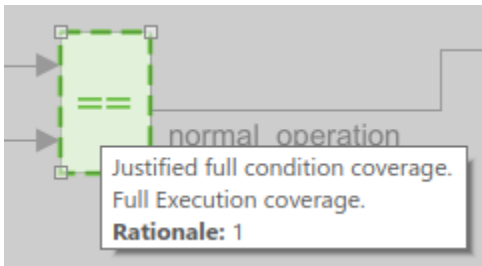 ==
normal_operation
Justified full condition coverage.
Full Execution coverage.
Rationale: 1